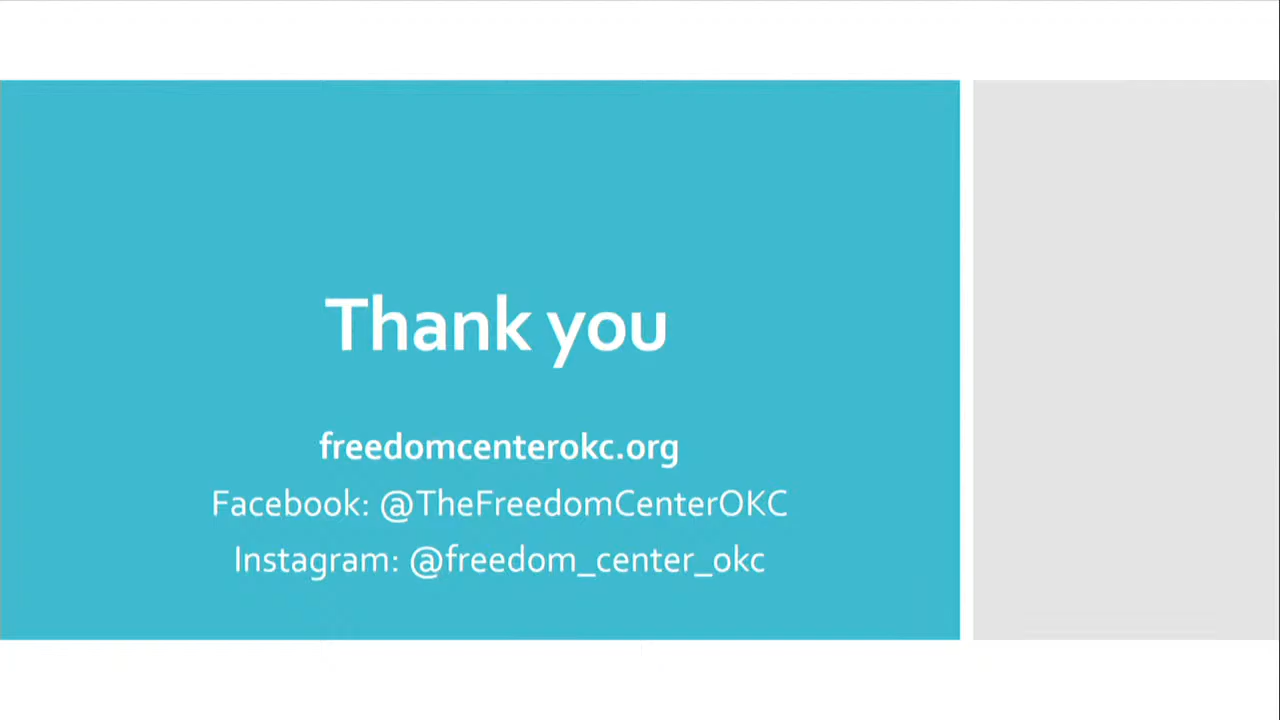 Thank you
freedomcenterokc.org
Facebook: @TheFreedomCenterOKC
Instagram: @freedom_center_okc